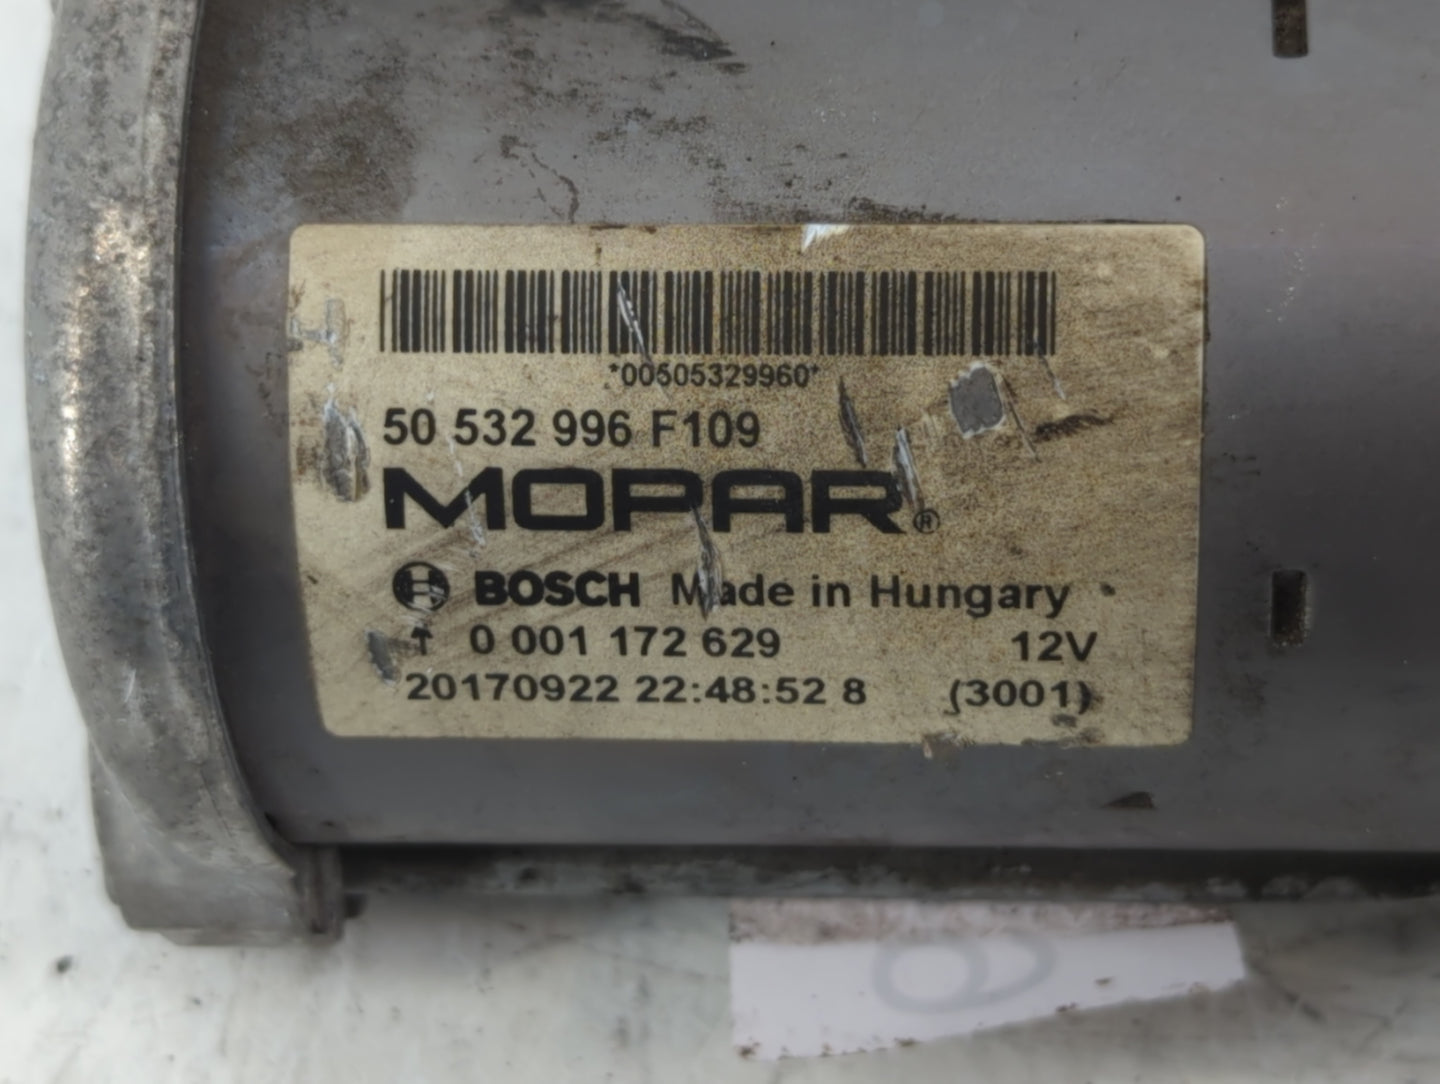 *00505329960*
50 532 996 F109
MOPAR®
BOSCH Made in Hungary
↑ 0 001 172 629 12V
20170922 22:48:52 8 (3001)